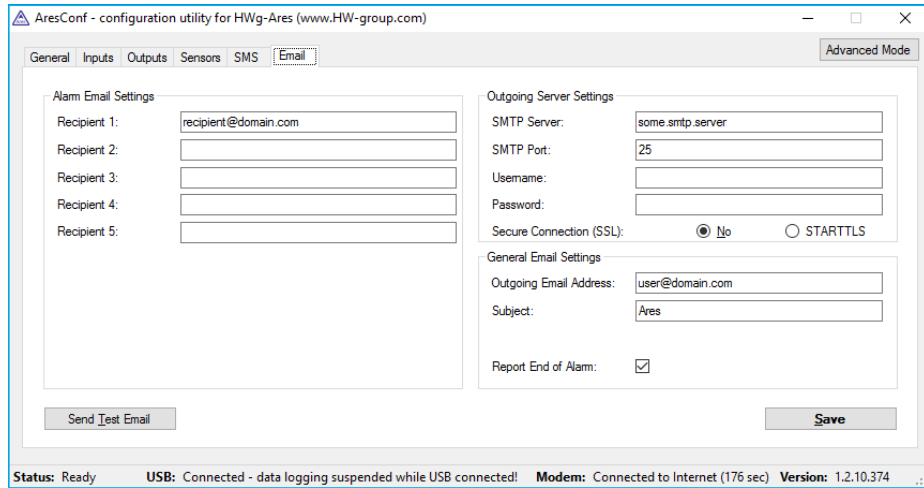 AresConf - configuration utility for HWg-Ares (www.HW-group.com)
General Inputs Outputs Sensors SMS Email
Advanced Mode
Alarm Email Settings
Recipient 1: recipient@domain.com
Recipient 2:
Recipient 3:
Recipient 4:
Recipient 5:
Outgoing Server Settings
SMTP Server: some.smtp.server
SMTP Port: 25
Username:
Password:
Secure Connection (SSL): No STARTTLS
General Email Settings
Outgoing Email Address: user@domain.com
Subject: Ares
Report End of Alarm:
Send Test Email
Save
Status: Ready USB: Connected - data logging suspended while USB connected! Modem: Connected to Internet (176 sec) Version: 1.2.10.374